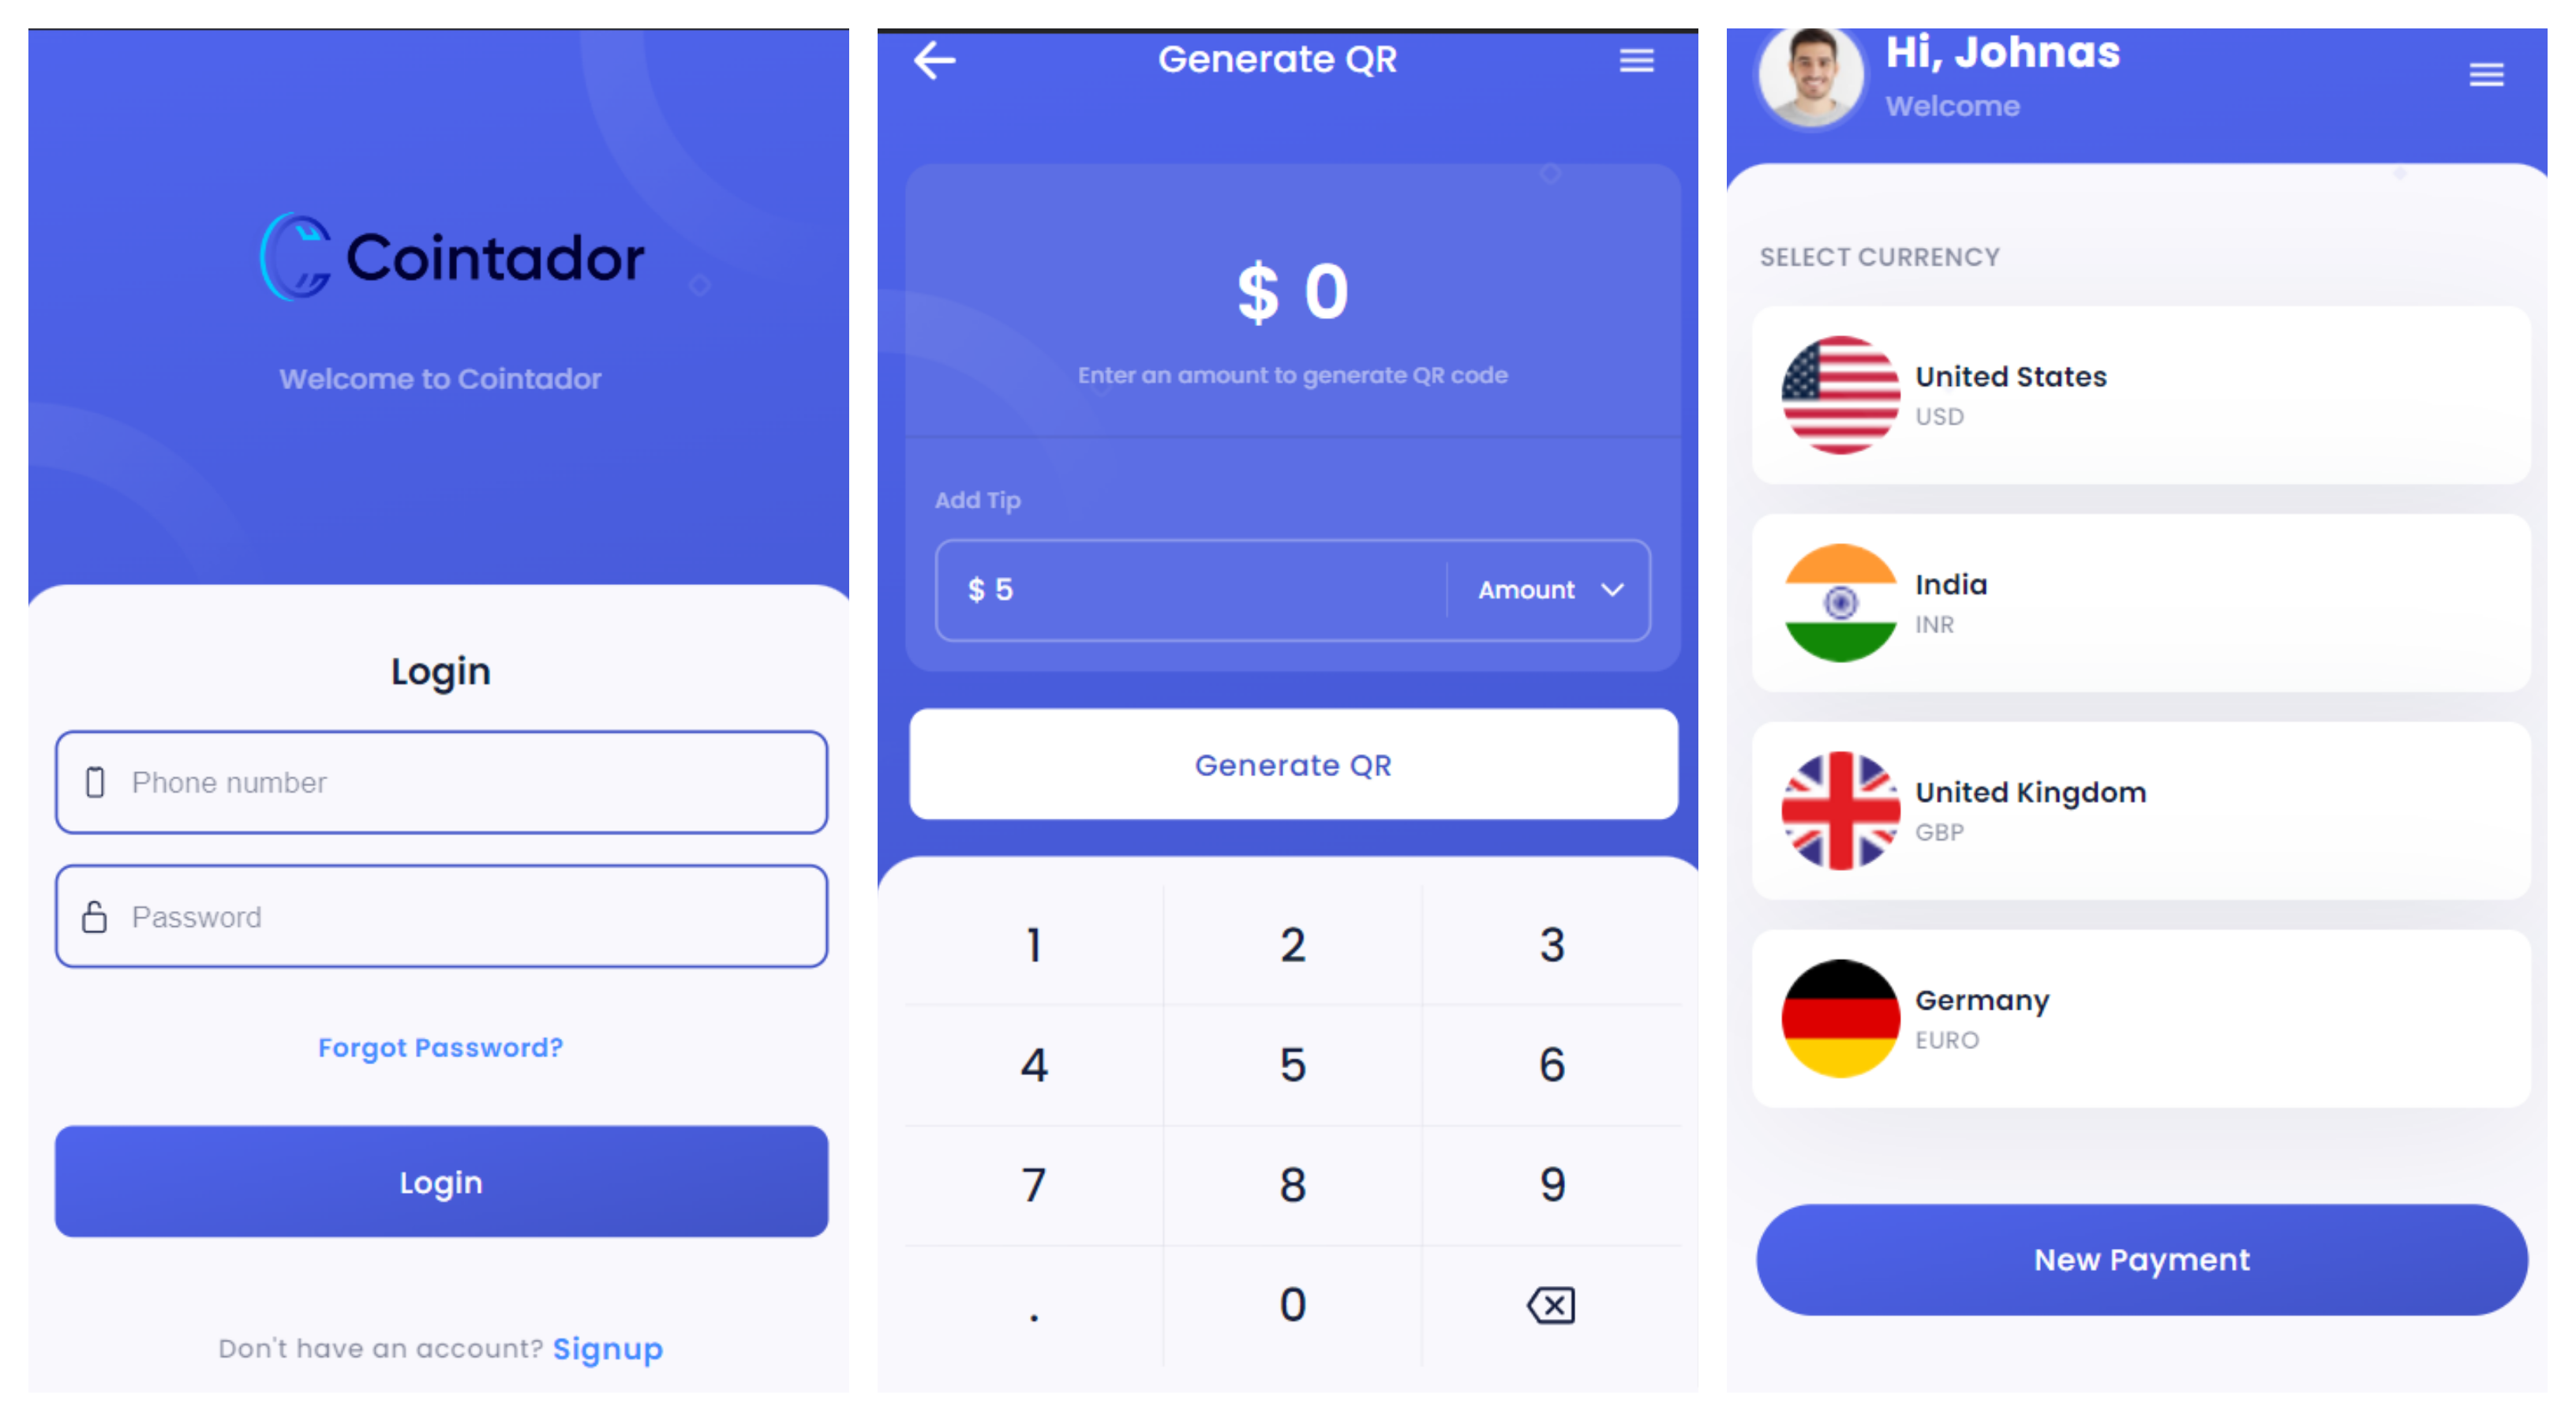 Cointador
Welcome to Cointador
Login
Phone number
Password
Forgot Password?
Login
Don't have an account? Signup
Generate QR
$ 0
Enter an amount to generate QR code
Add Tip
$ 5 Amount
Generate QR
1 2 3
4 5 6
7 8 9
. 0
Hi, Johnas
Welcome
SELECT CURRENCY
United States
USD
India
INR
United Kingdom
GBP
Germany
EURO
New Payment